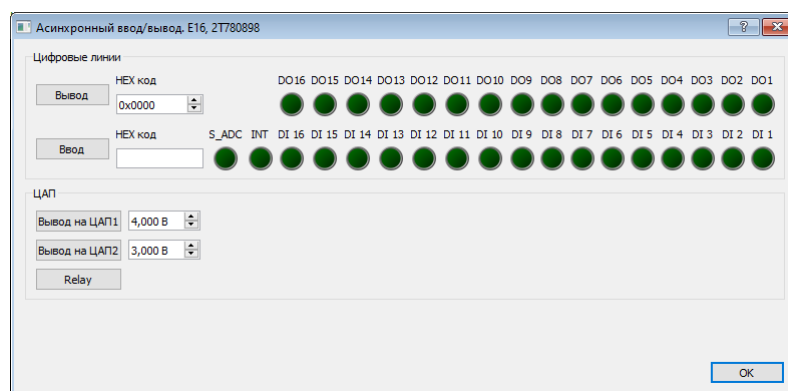 Асинхронный ввод/вывод. E16, 2T780898
Цифровые линии
HEX код DO16 DO15 DO14 DO13 DO12 DO11 DO10 DO9 DO8 DO7 DO6 DO5 DO4 DO3 DO2 DO1
Вывод 0x0000
HEX код S_ADC INT DI 16 DI 15 DI 14 DI 13 DI 12 DI 11 DI 10 DI 9 DI 8 DI 7 DI 6 DI 5 DI 4 DI 3 DI 2 DI 1
Ввод
ЦАП
Вывод на ЦАП1 4,000 В
Вывод на ЦАП2 3,000 В
Relay
OK